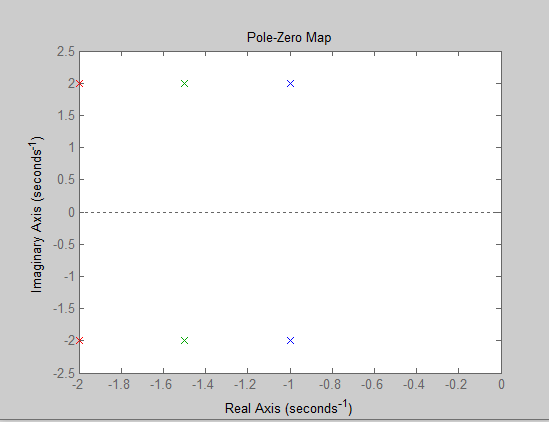 Pole-Zero Map
2.5
2
1.5
1
0.5
0
-0.5
-1
-1.5
-2
-2.5
Imaginary Axis (seconds-1)
-2 -1.8 -1.6 -1.4 -1.2 -1 -0.8 -0.6 -0.4 -0.2 0
Real Axis (seconds-1)